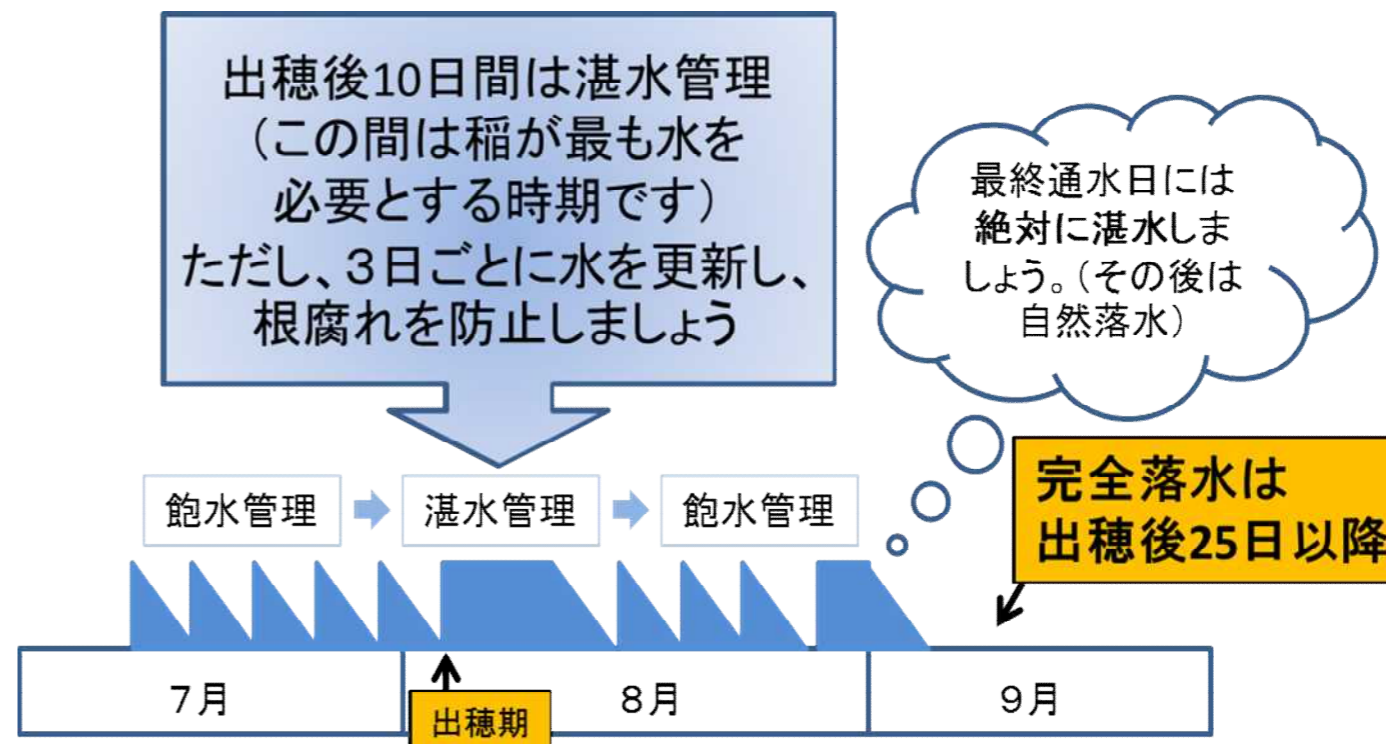 出穂後10日間は湛水管理
（この間は稲が最も水を
必要とする時期です）
ただし、３日ごとに水を更新し、
根腐れを防止しましょう
最終通水日には
絶対に湛水しま
しょう。（その後は
自然落水）
飽水管理
湛水管理
飽水管理
完全落水は
出穂後25日以降
７月
８月
９月
出穂期